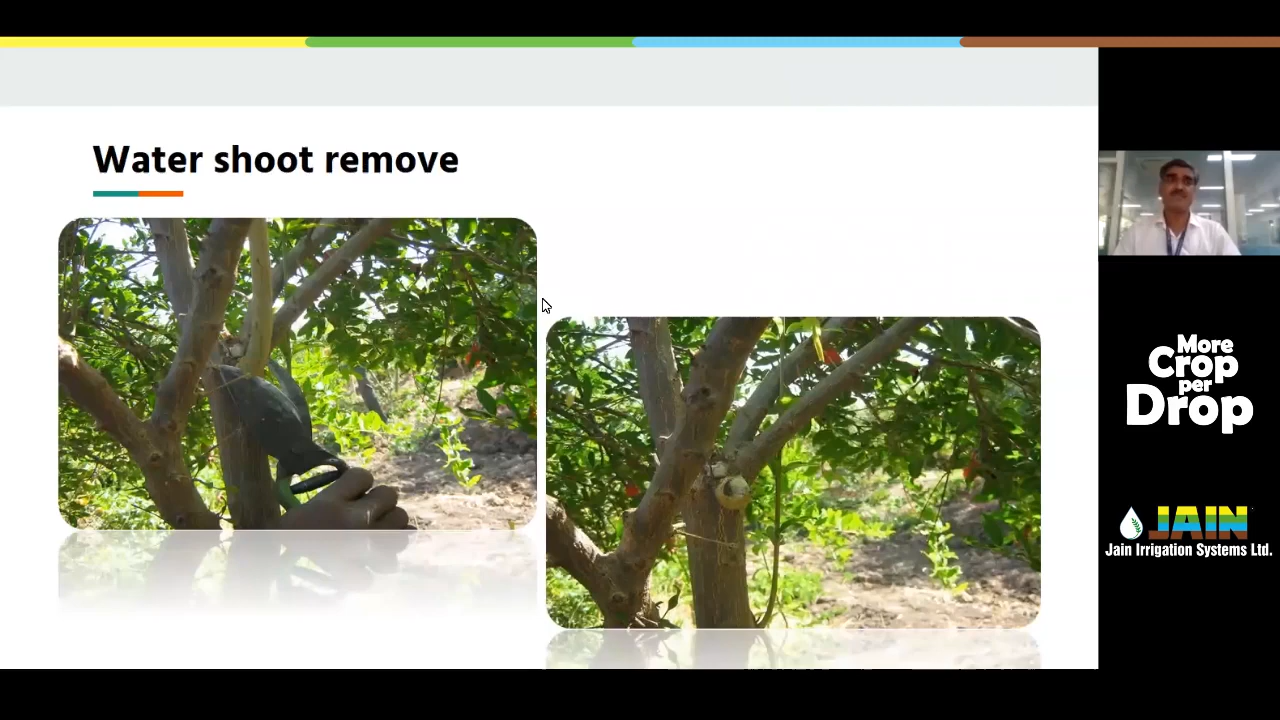 Water shoot remove
More
Crop
per
Drop
JAIN
Jain Irrigation Systems Ltd.